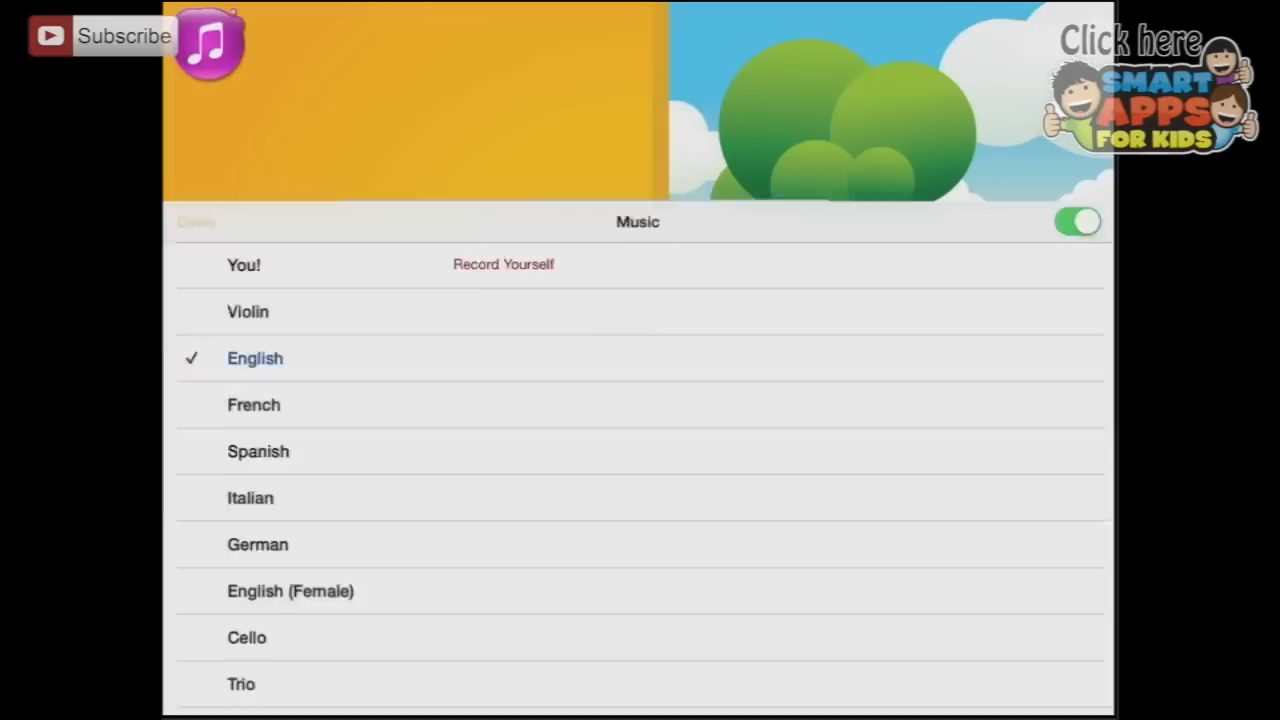 Subscribe
Click here
SMART
APPS
FOR KIDS
Done
Music
You!
Record Yourself
Violin
✓ English
French
Spanish
Italian
German
English (Female)
Cello
Trio